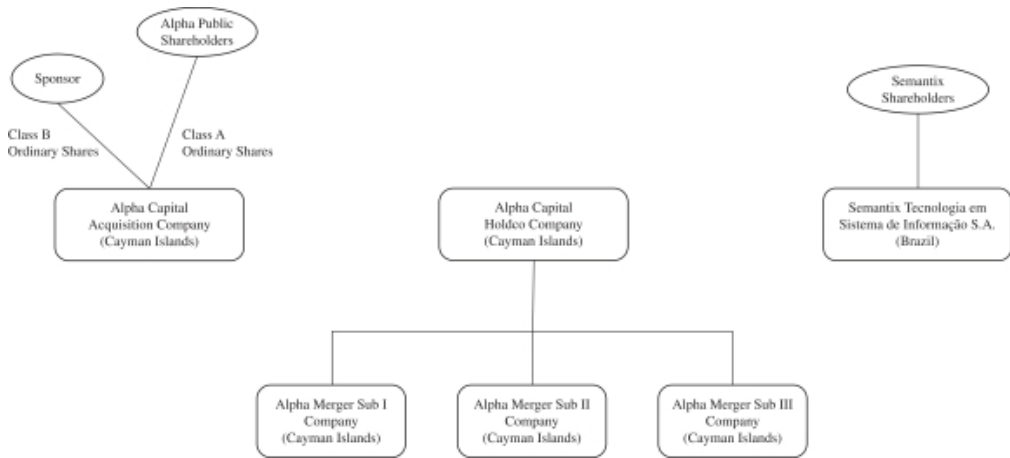 Alpha Public
Shareholders
Sponsor
Semantix
Shareholders
Class B
Ordinary Shares
Class A
Ordinary Shares
Alpha Capital
Acquisition Company
(Cayman Islands)
Alpha Capital
Holdco Company
(Cayman Islands)
Semantix Tecnologia em
Sistema de Informação S.A.
(Brazil)
Alpha Merger Sub I
Company
(Cayman Islands)
Alpha Merger Sub II
Company
(Cayman Islands)
Alpha Merger Sub III
Company
(Cayman Islands)